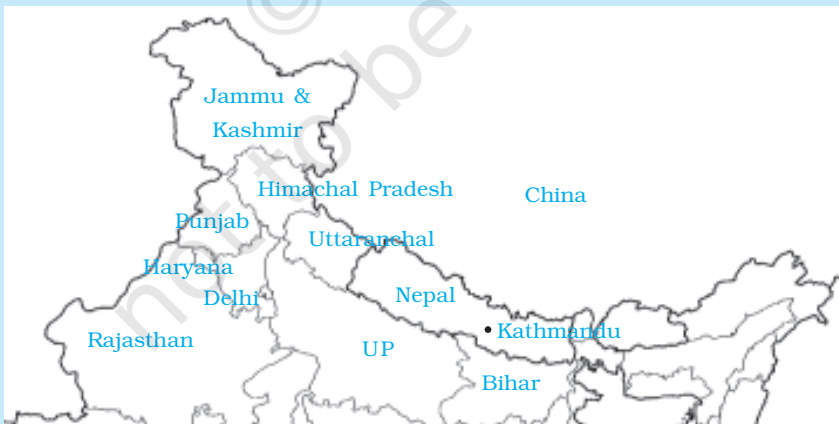 ©
not to be
Jammu &
Kashmir
Himachal Pradesh
China
Punjab
Uttaranchal
Haryana
Delhi
Nepal
Rajasthan
Kathmandu
UP
Bihar